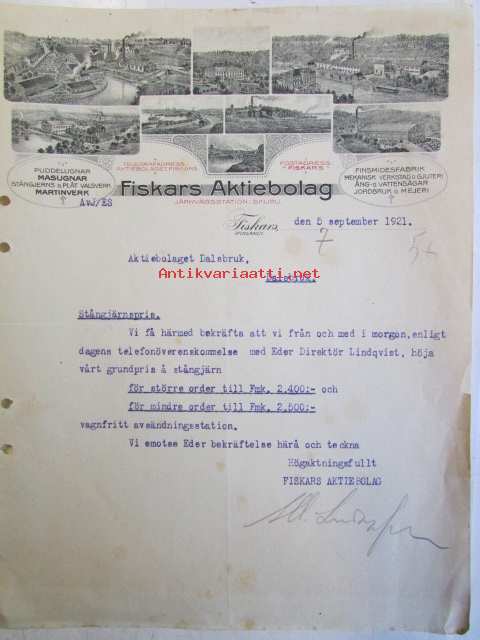 TELEGRAMADRESS:
AKTIEBOLAGET FISKARS
POSTADRESS:
FISKARS
PUDDELUGNAR
MASUGNAR
STÅNGJERNS & PLÅT VALSVERK
MARTINVERK
FINSMIDESFABRIK
MEKANISK VERKSTAD & GJUTERI
ÅNG- & VATTENSÅGAR
JORDBRUK & MEJERI
Fiskars Aktiebolag
JÄRNVÄGSSTATION: SKURU
AvJ/ES
Fiskars, den 5 september 1921.
7
Aktiebolaget Dalsbruk,
Antikvariaatti.net
Dalsbruk.
Stångjärnspris.
Vi få härmed bekräfta att vi från och med i morgon, enligt
dagens telefonöverenskommelse med Eder Direktör Lindqvist, höja
vårt grundpris å stångjärn
för större order till Fmk. 2.400:- och
för mindre order till Fmk. 2.500:-
vagnfritt avsändningsstation.
Vi emotse Eder bekräftelse härå och teckna
Högaktningsfullt
FISKARS AKTIEBOLAG